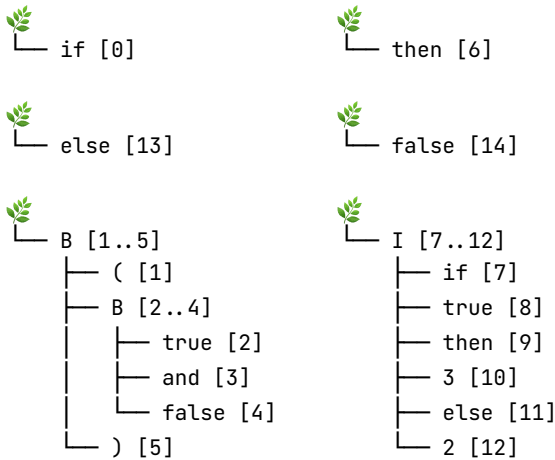 if [0]
then [6]
else [13]
false [14]
B [1..5]
( [1]
B [2..4]
true [2]
and [3]
false [4]
) [5]
I [7..12]
if [7]
true [8]
then [9]
3 [10]
else [11]
2 [12]